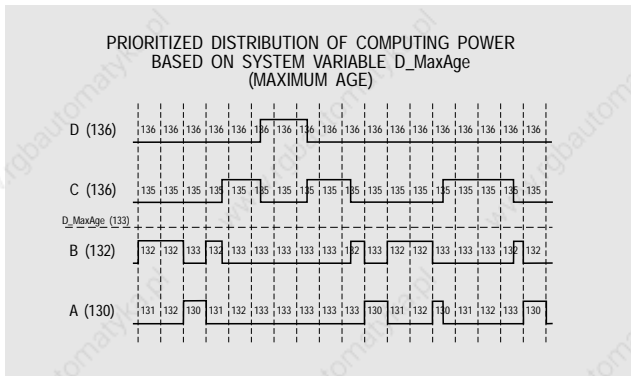 PRIORITIZED DISTRIBUTION OF COMPUTING POWER
BASED ON SYSTEM VARIABLE D_MaxAge
(MAXIMUM AGE)
D (136) 136 136 136 136 136 136 136 136 136 136 136 136 136 136 136 136 136 136
C (136) 135 135 135 135 135 135 135 135 135 135 135 135 135 135 135 135 135 135
D_MaxAge (133)
B (132) 132 132 133 132 133 133 133 133 133 132 133 132 132 133 133 133 132 132
A (130) 131 132 130 131 132 133 133 133 133 133 130 131 132 130 131 132 133 130